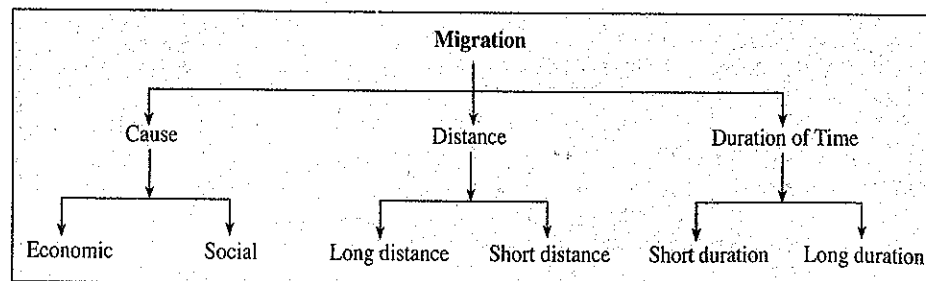 Migration
Cause Distance Duration of Time
Economic Social Long distance Short distance Short duration Long duration